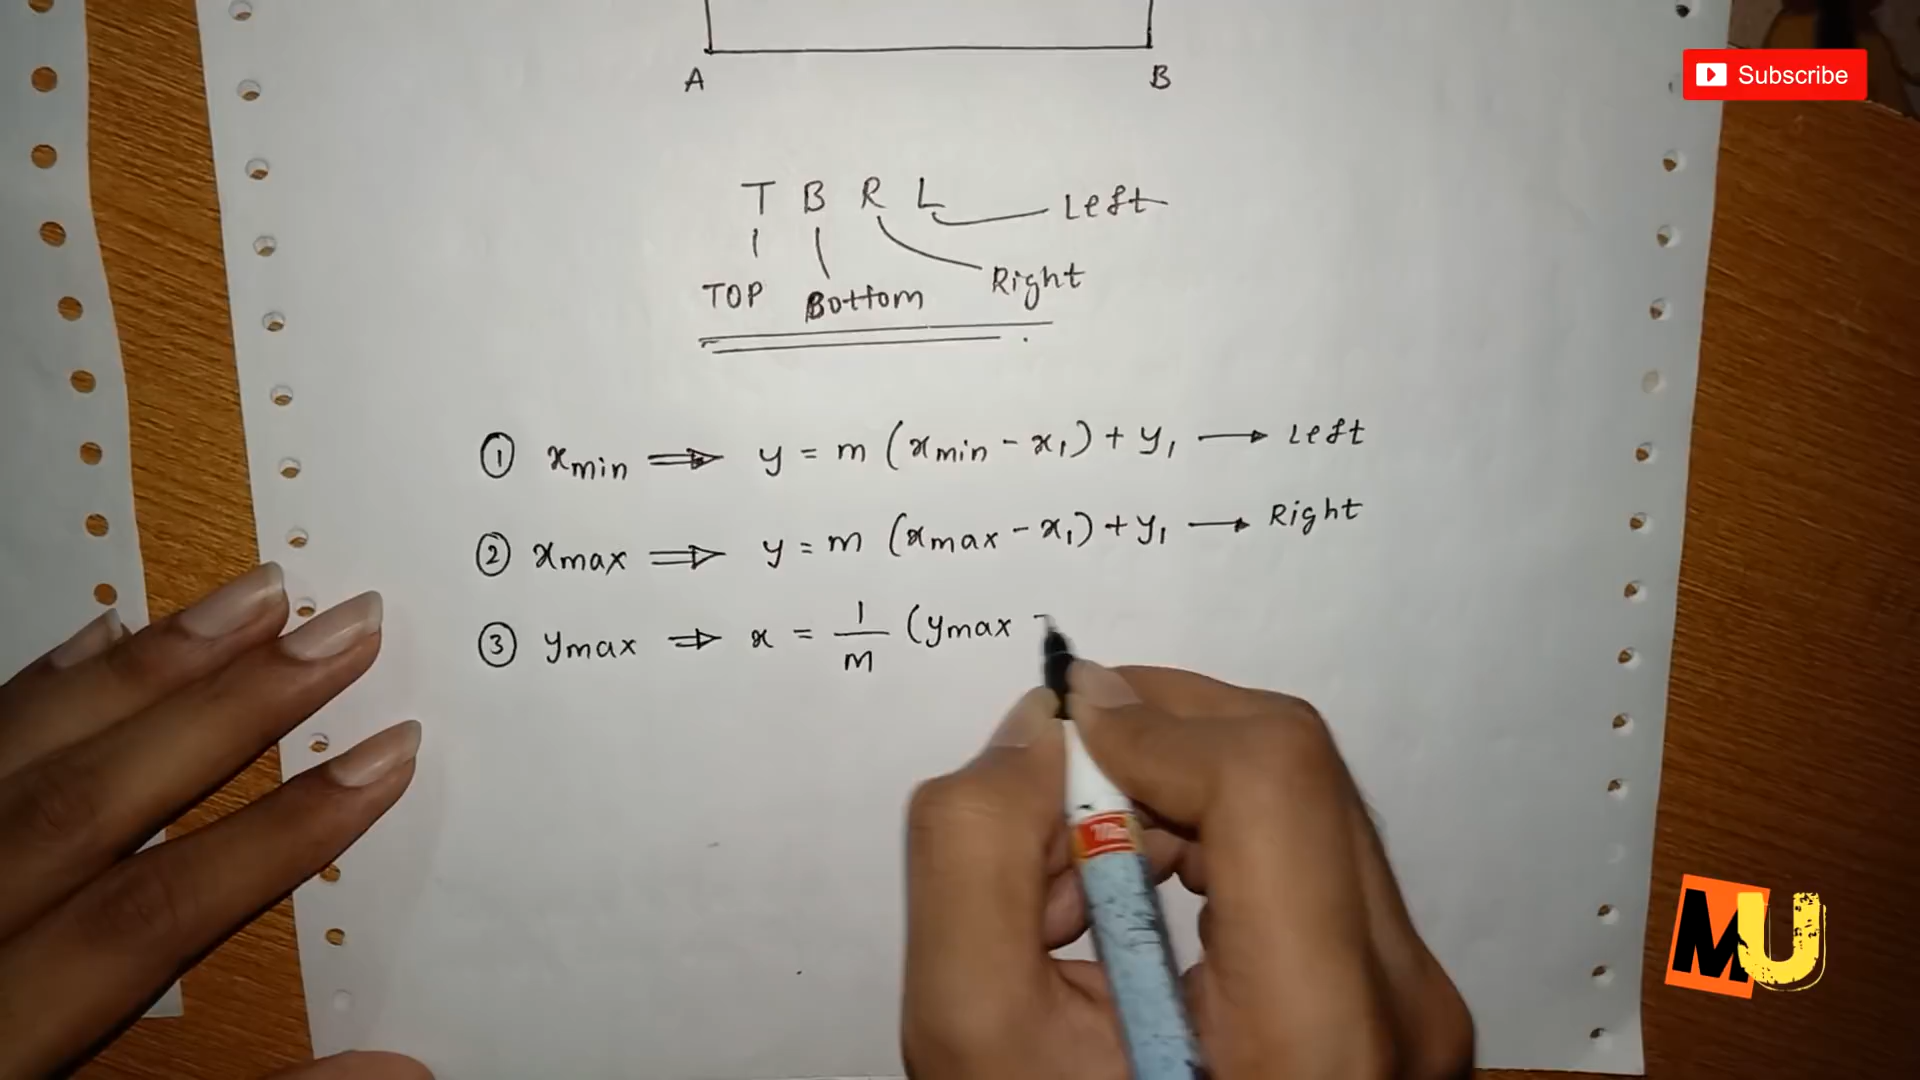 A B
Subscribe
T B R L Left
TOP Bottom Right
① xmin ⇒ y = m (xmin - x₁) + y₁ → Left
② xmax ⇒ y = m (xmax - x₁) + y₁ → Right
③ ymax ⇒ x = 1/m (ymax -
MU